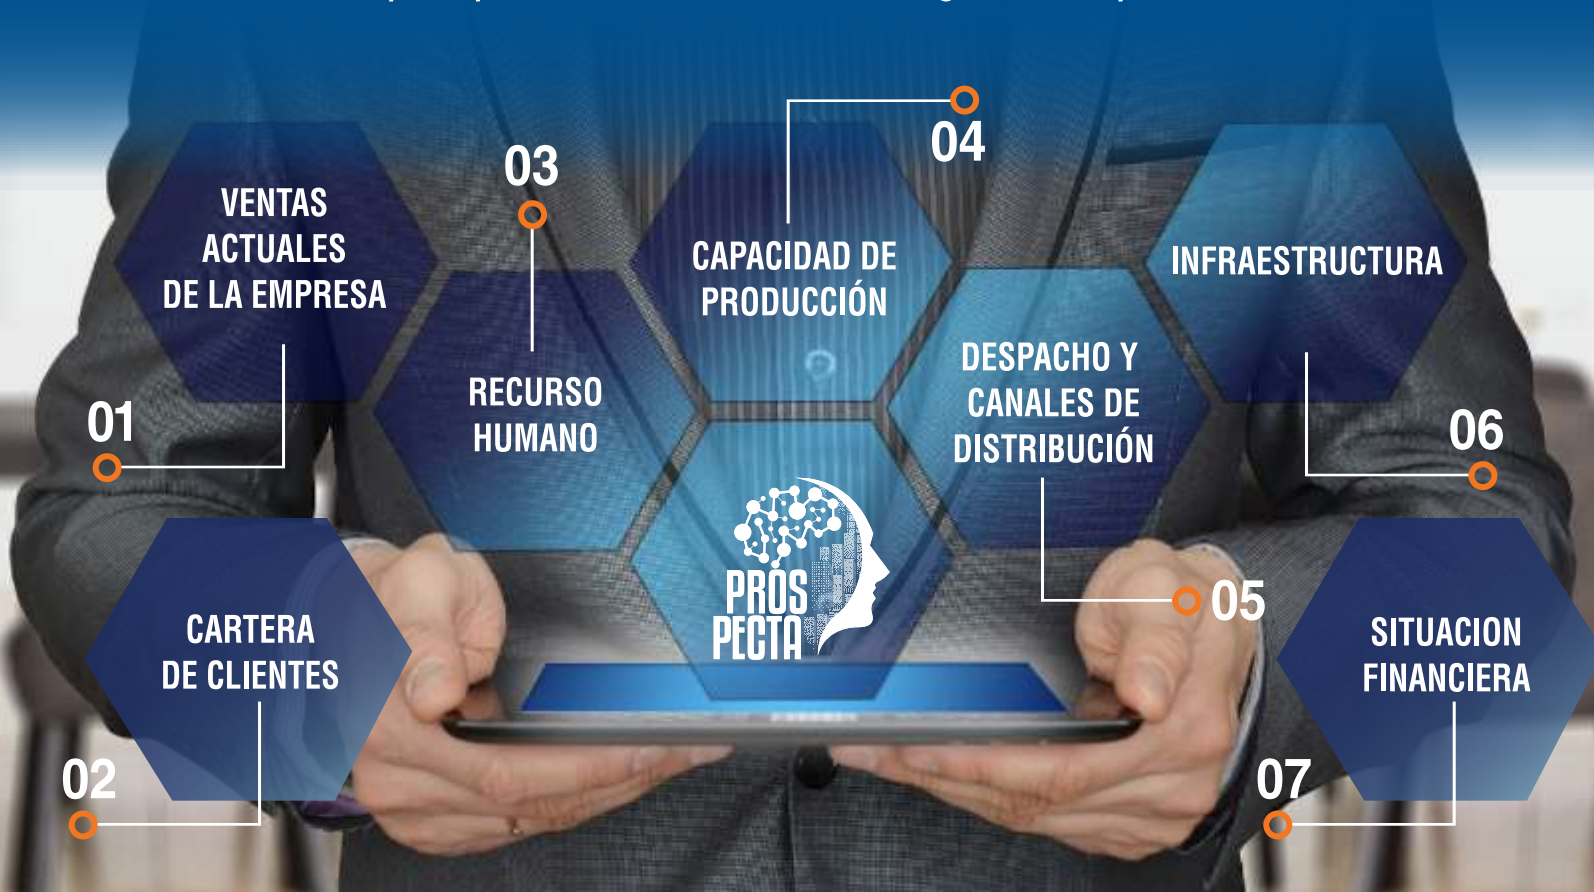 01
VENTAS
ACTUALES
DE LA EMPRESA
02
CARTERA
DE CLIENTES
03
RECURSO
HUMANO
04
CAPACIDAD DE
PRODUCCIÓN
05
DESPACHO Y
CANALES DE
DISTRIBUCIÓN
06
INFRAESTRUCTURA
07
SITUACION
FINANCIERA
PRÓS
PECTA